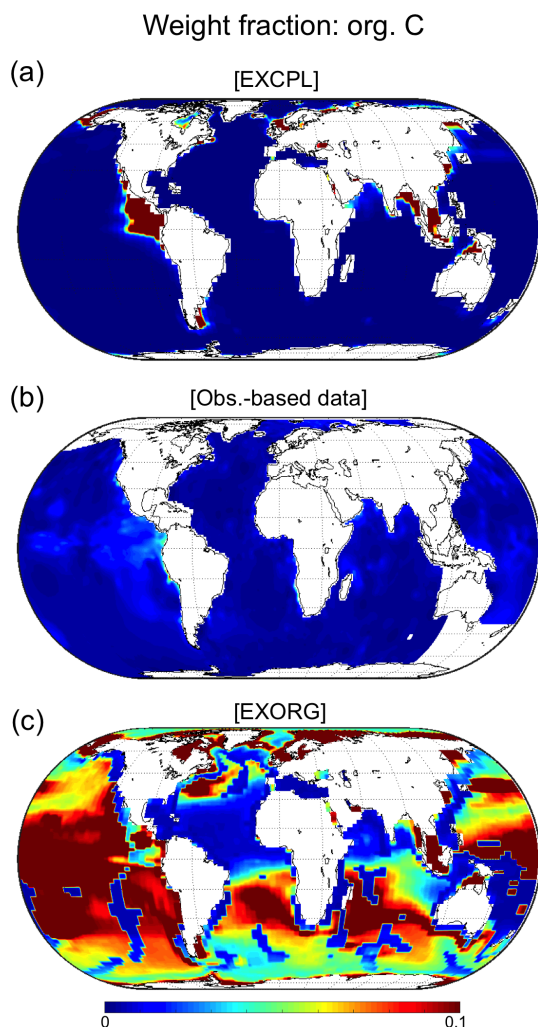 Weight fraction: org. C
(a)
[EXCPL]
(b)
[Obs.-based data]
(c)
[EXORG]
0 0.1